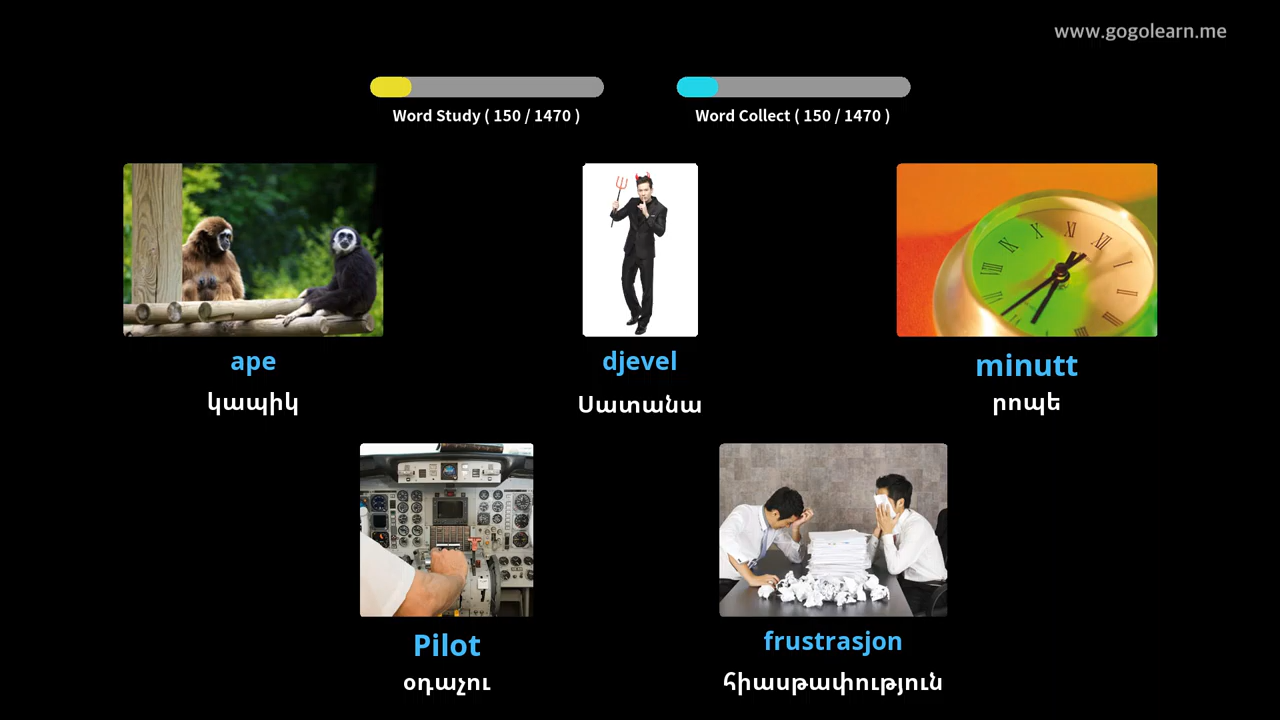 www.gogolearn.me
Word Study ( 150 / 1470 )
Word Collect ( 150 / 1470 )
ape
կապիկ
djevel
Սատանա
minutt
րոպե
Pilot
օդաչու
frustrasjon
հիասթափություն